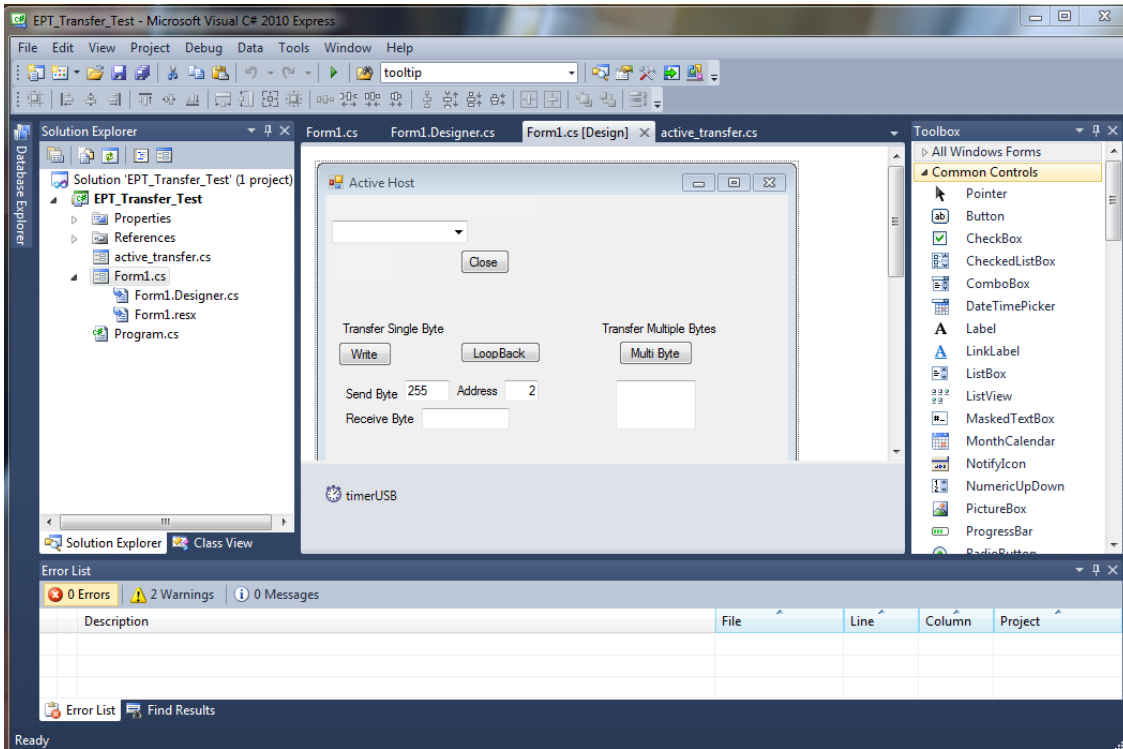 EPT_Transfer_Test - Microsoft Visual C# 2010 Express
File Edit View Project Debug Data Tools Window Help
tooltip
Database Explorer
Solution Explorer
Solution 'EPT_Transfer_Test' (1 project)
EPT_Transfer_Test
Properties
References
active_transfer.cs
Form1.cs
Form1.Designer.cs
Form1.resx
Program.cs
Solution Explorer Class View
Form1.cs Form1.Designer.cs Form1.cs [Design] active_transfer.cs
Active Host
Close
Transfer Single Byte Transfer Multiple Bytes
Write LoopBack Multi Byte
Send Byte 255 Address 2
Receive Byte
timerUSB
Toolbox
All Windows Forms
Common Controls
Pointer
ab Button
CheckBox
CheckedListBox
ComboBox
DateTimePicker
A Label
A LinkLabel
ListBox
ListView
MaskedTextBox
MonthCalendar
NotifyIcon
NumericUpDown
PictureBox
ProgressBar
RadioButton
Error List
0 Errors 2 Warnings 0 Messages
Description File Line Column Project
Error List Find Results
Ready